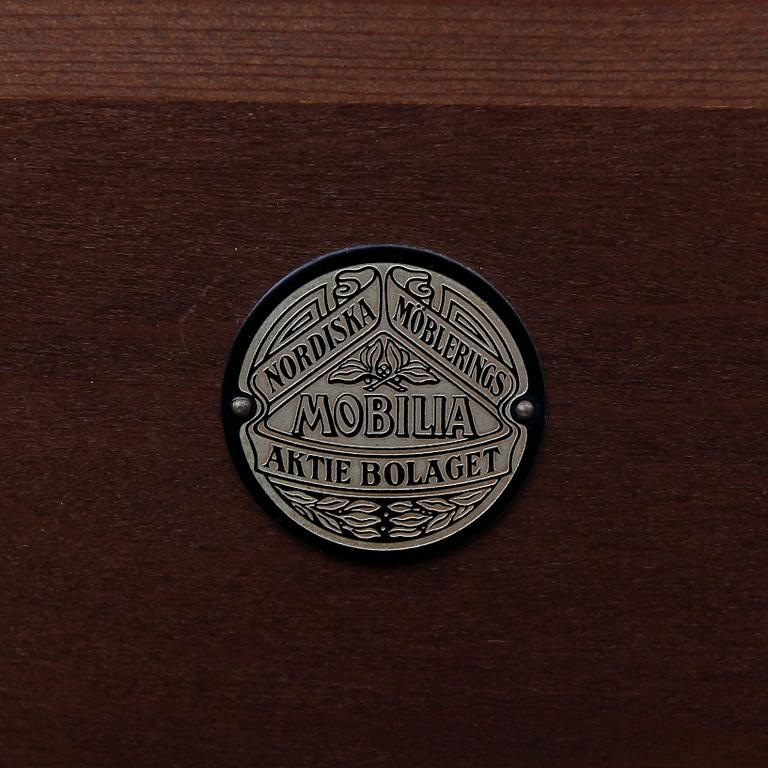 NORDISKA
MÖBLERINGS
MOBILIA
AKTIE BOLAGET